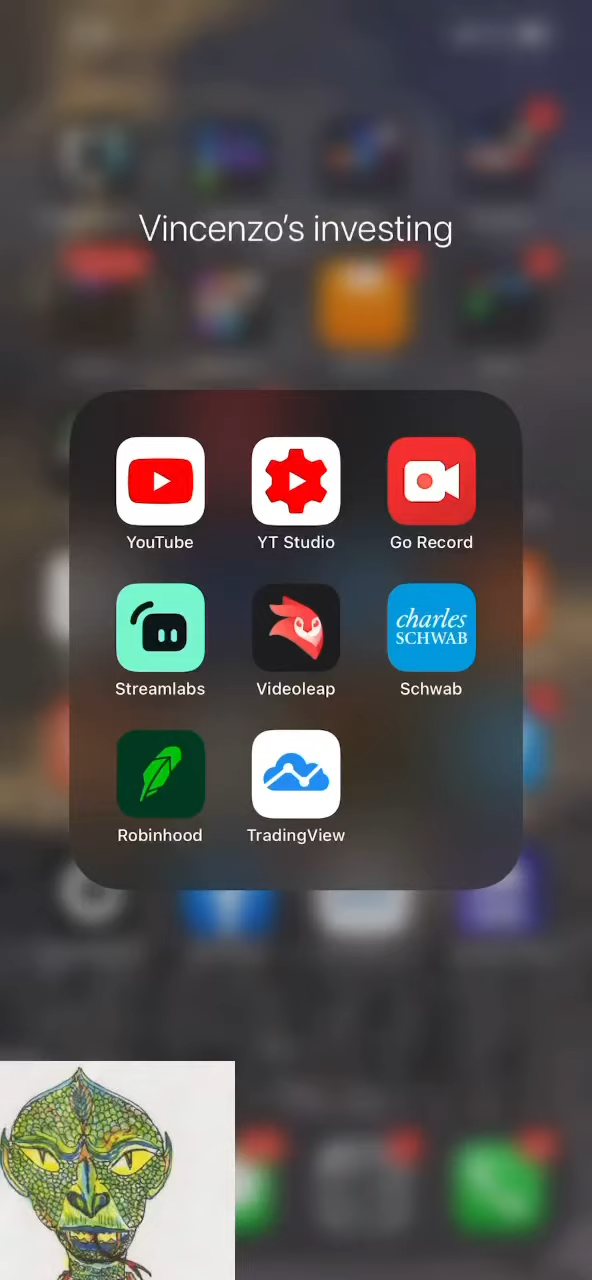 Vincenzo's investing
YouTube
YT Studio
Go Record
Streamlabs
Videoleap
charles
SCHWAB
Schwab
Robinhood
TradingView